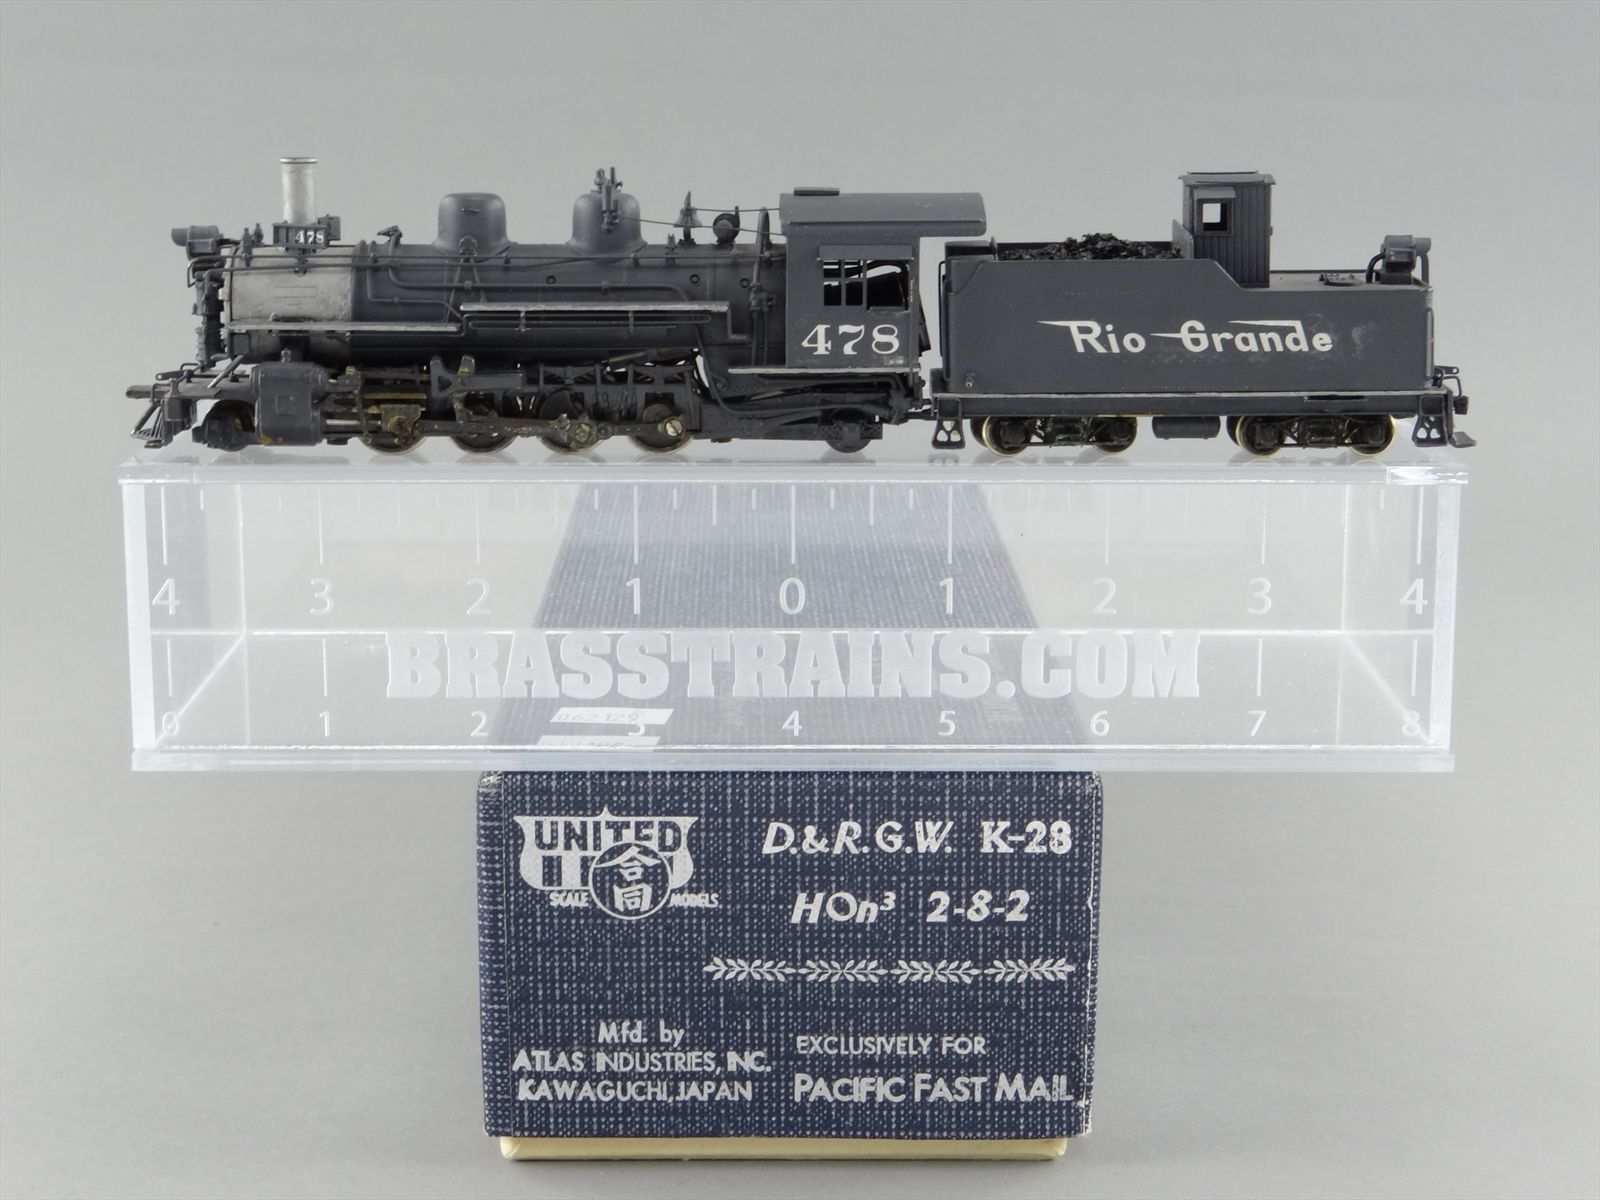 478
478
Rio Grande
4 3 2 1 0 1 2 3 4
BRASSTRAINS.COM
0 1 2 3 4 5 6 7 8
062129
UNITED
合同
SCALE MODELS
D.&R.G.W. K-28
HOn³ 2-8-2
Mfd. by
ATLAS INDUSTRIES, INC.
KAWAGUCHI, JAPAN
EXCLUSIVELY FOR
PACIFIC FAST MAIL